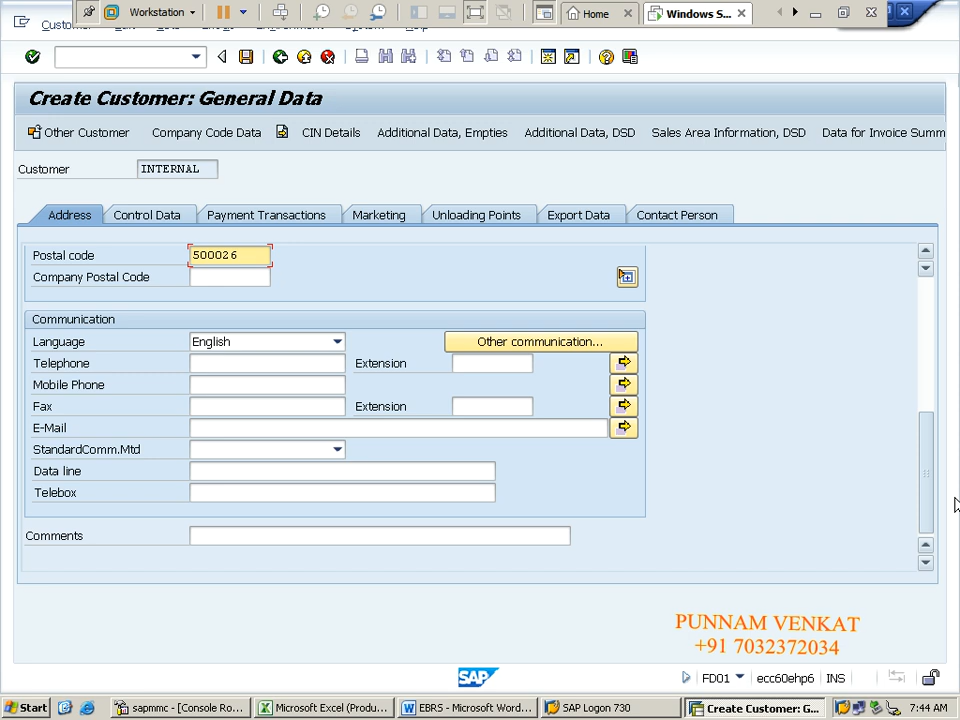 Workstation
Home
Windows S...
Create Customer: General Data
Other Customer Company Code Data CIN Details Additional Data, Empties Additional Data, DSD Sales Area Information, DSD Data for Invoice Summ
Customer INTERNAL
Address Control Data Payment Transactions Marketing Unloading Points Export Data Contact Person
Postal code 500026
Company Postal Code
Communication
Language English Other communication...
Telephone Extension
Mobile Phone
Fax Extension
E-Mail
StandardComm.Mtd
Data line
Telebox
Comments
PUNNAM VENKAT
+91 7032372034
SAP FD01 ecc60ehp6 INS
Start sapmmc - [Console Ro... Microsoft Excel (Produ... EBRS - Microsoft Word... SAP Logon 730 Create Customer: G... 7:44 AM